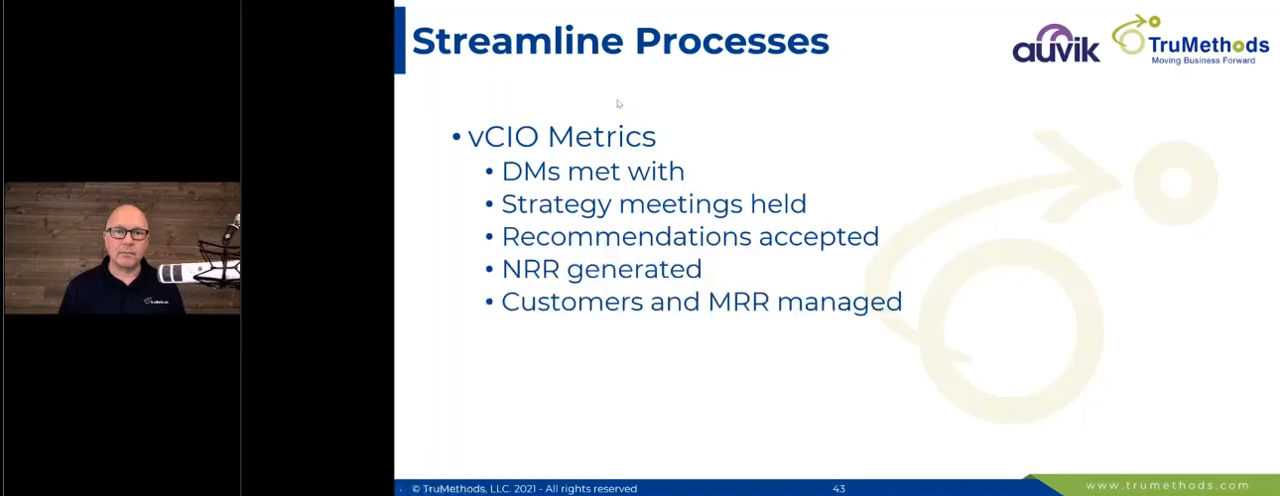 Streamline Processes
auvik
TruMethods
Moving Business Forward
• vCIO Metrics
• DMs met with
• Strategy meetings held
• Recommendations accepted
• NRR generated
• Customers and MRR managed
© TruMethods, LLC. 2021 - All rights reserved
43
www.trumethods.com